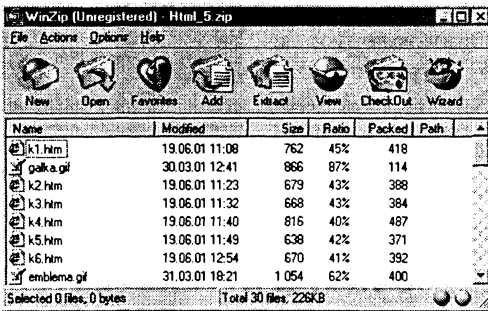 WinZip (Unregistered) - Html_5.zip
File Actions Options Help
New Open Favorites Add Extract View CheckOut Wizard
Name Modified Size Ratio Packed Path
k1.htm 19.06.01 11:08 762 45% 418
galka.gif 30.03.01 12:41 866 87% 114
k2.htm 19.06.01 11:23 679 43% 388
k3.htm 19.06.01 11:32 668 43% 384
k4.htm 19.06.01 11:40 816 40% 487
k5.htm 19.06.01 11:49 638 42% 371
k6.htm 19.06.01 12:54 670 41% 392
emblema.gif 31.03.01 18:21 1 054 62% 400
Selected 0 files, 0 bytes Total 30 files, 226KB